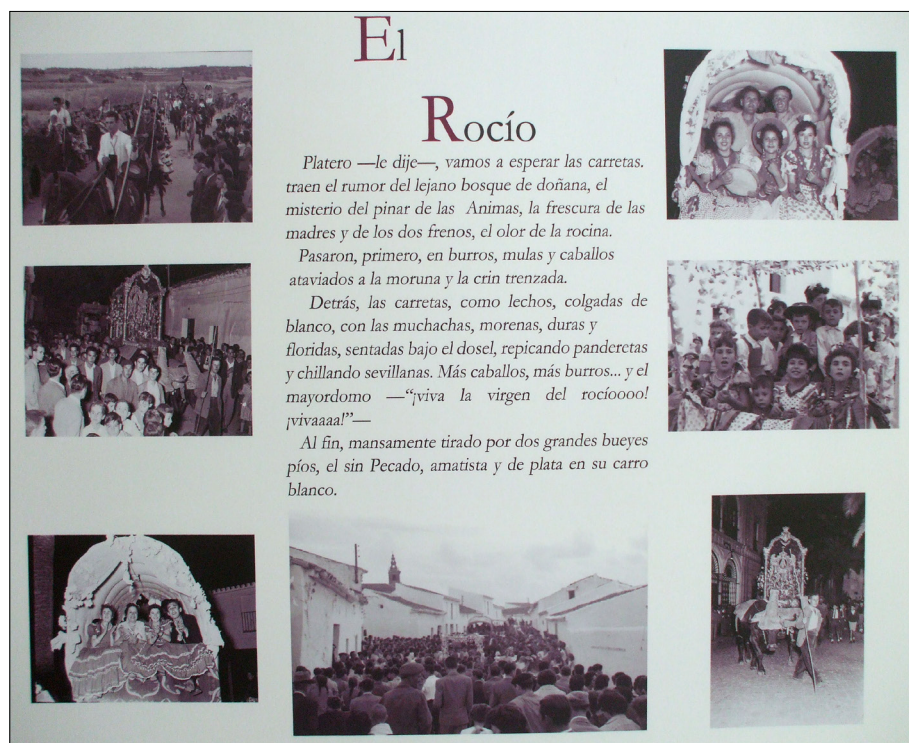 El
Rocío
Platero —le dije—, vamos a esperar las carretas.
traen el rumor del lejano bosque de doñana, el
misterio del pinar de las Animas, la frescura de las
madres y de los dos frenos, el olor de la rocina.
Pasaron, primero, en burros, mulas y caballos
ataviados a la moruna y la crin trenzada.
Detrás, las carretas, como lechos, colgadas de
blanco, con las muchachas, morenas, duras y
floridas, sentadas bajo el dosel, repicando panderetas
y chillando sevillanas. Más caballos, más burros... y el
mayordomo —“¡viva la virgen del rocíoooo!
¡vivaaaa!”—
Al fin, mansamente tirado por dos grandes bueyes
píos, el sin Pecado, amatista y de plata en su carro
blanco.